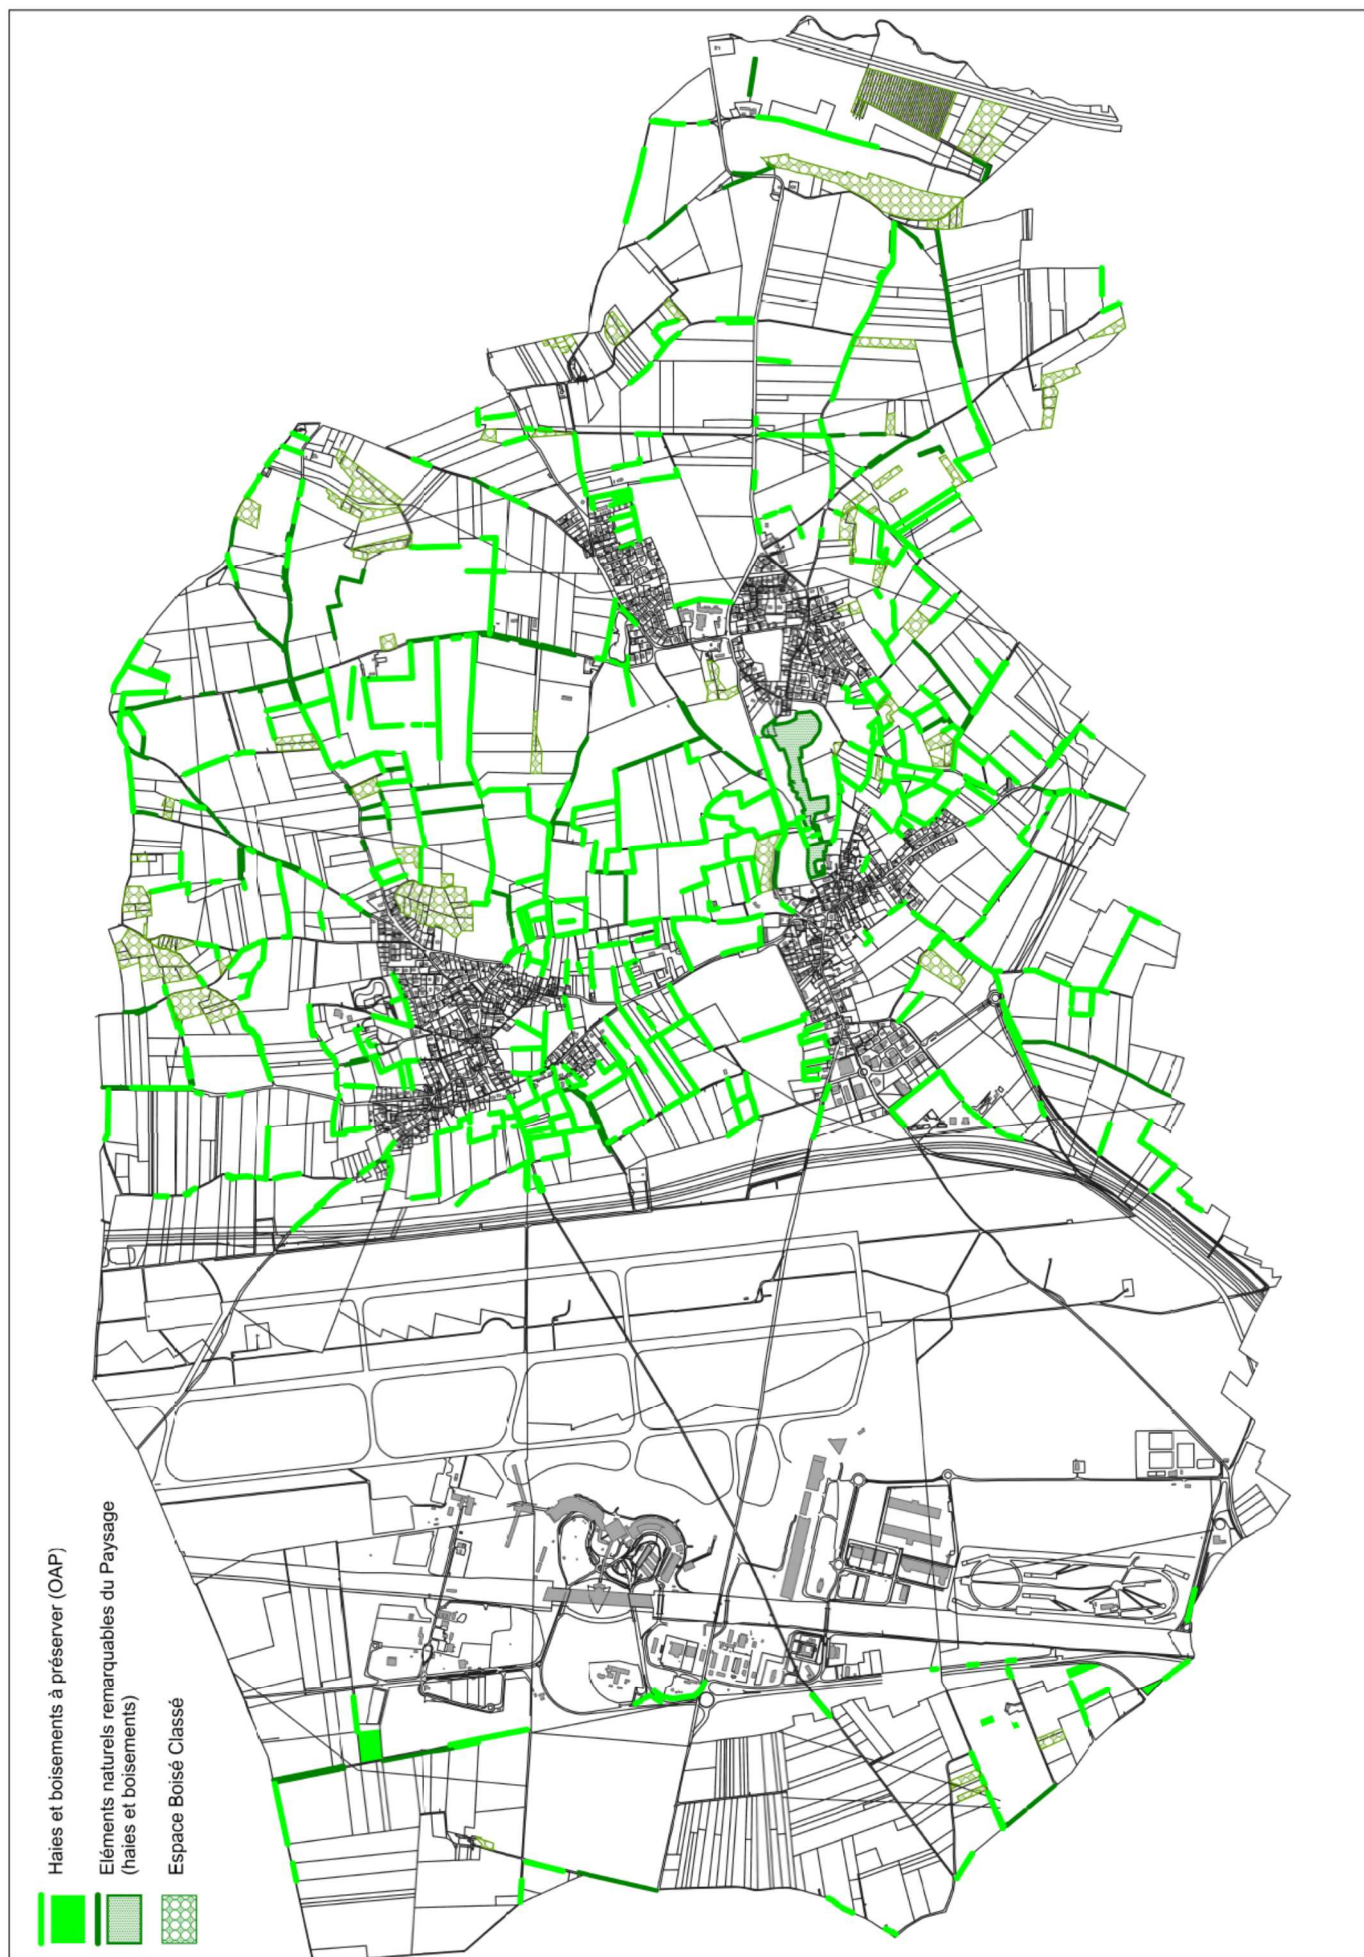 Haies et boisements à préserver (OAP)
Eléments naturels remarquables du Paysage
(haies et boisements)
Espace Boisé Classé